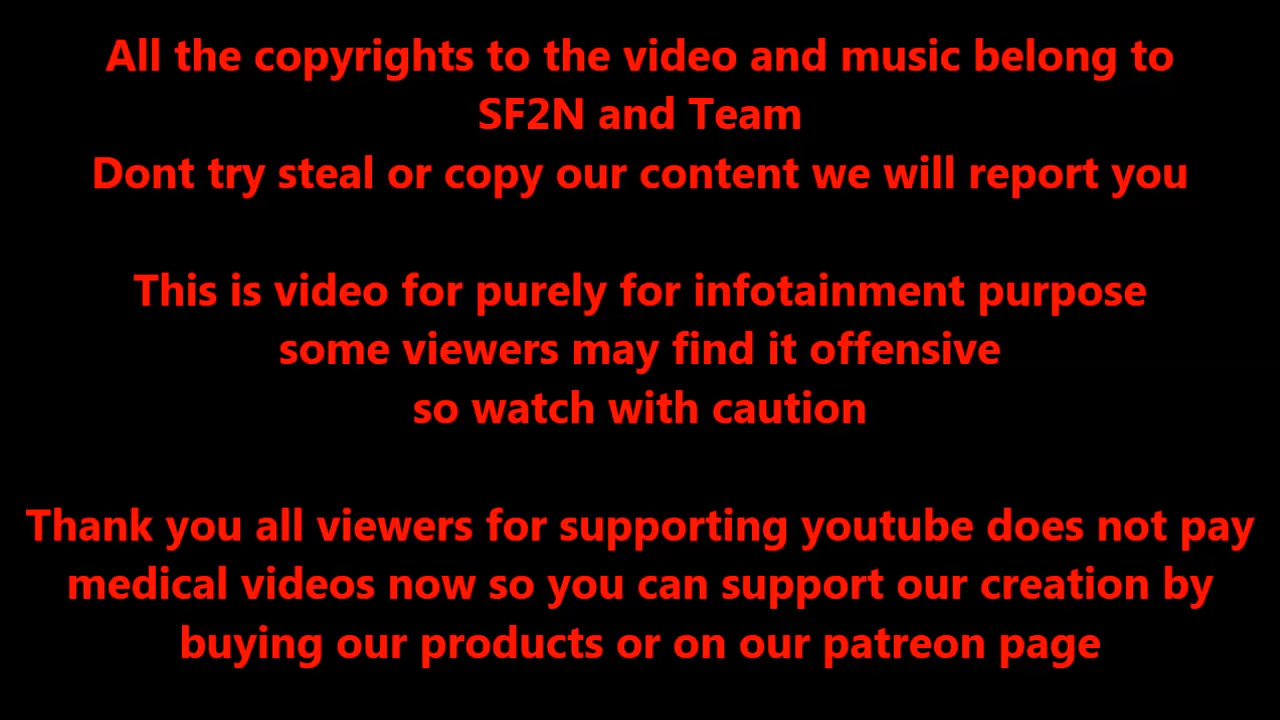 All the copyrights to the video and music belong to
SF2N and Team
Dont try steal or copy our content we will report you
This is video for purely for infotainment purpose
some viewers may find it offensive
so watch with caution
Thank you all viewers for supporting youtube does not pay
medical videos now so you can support our creation by
buying our products or on our patreon page